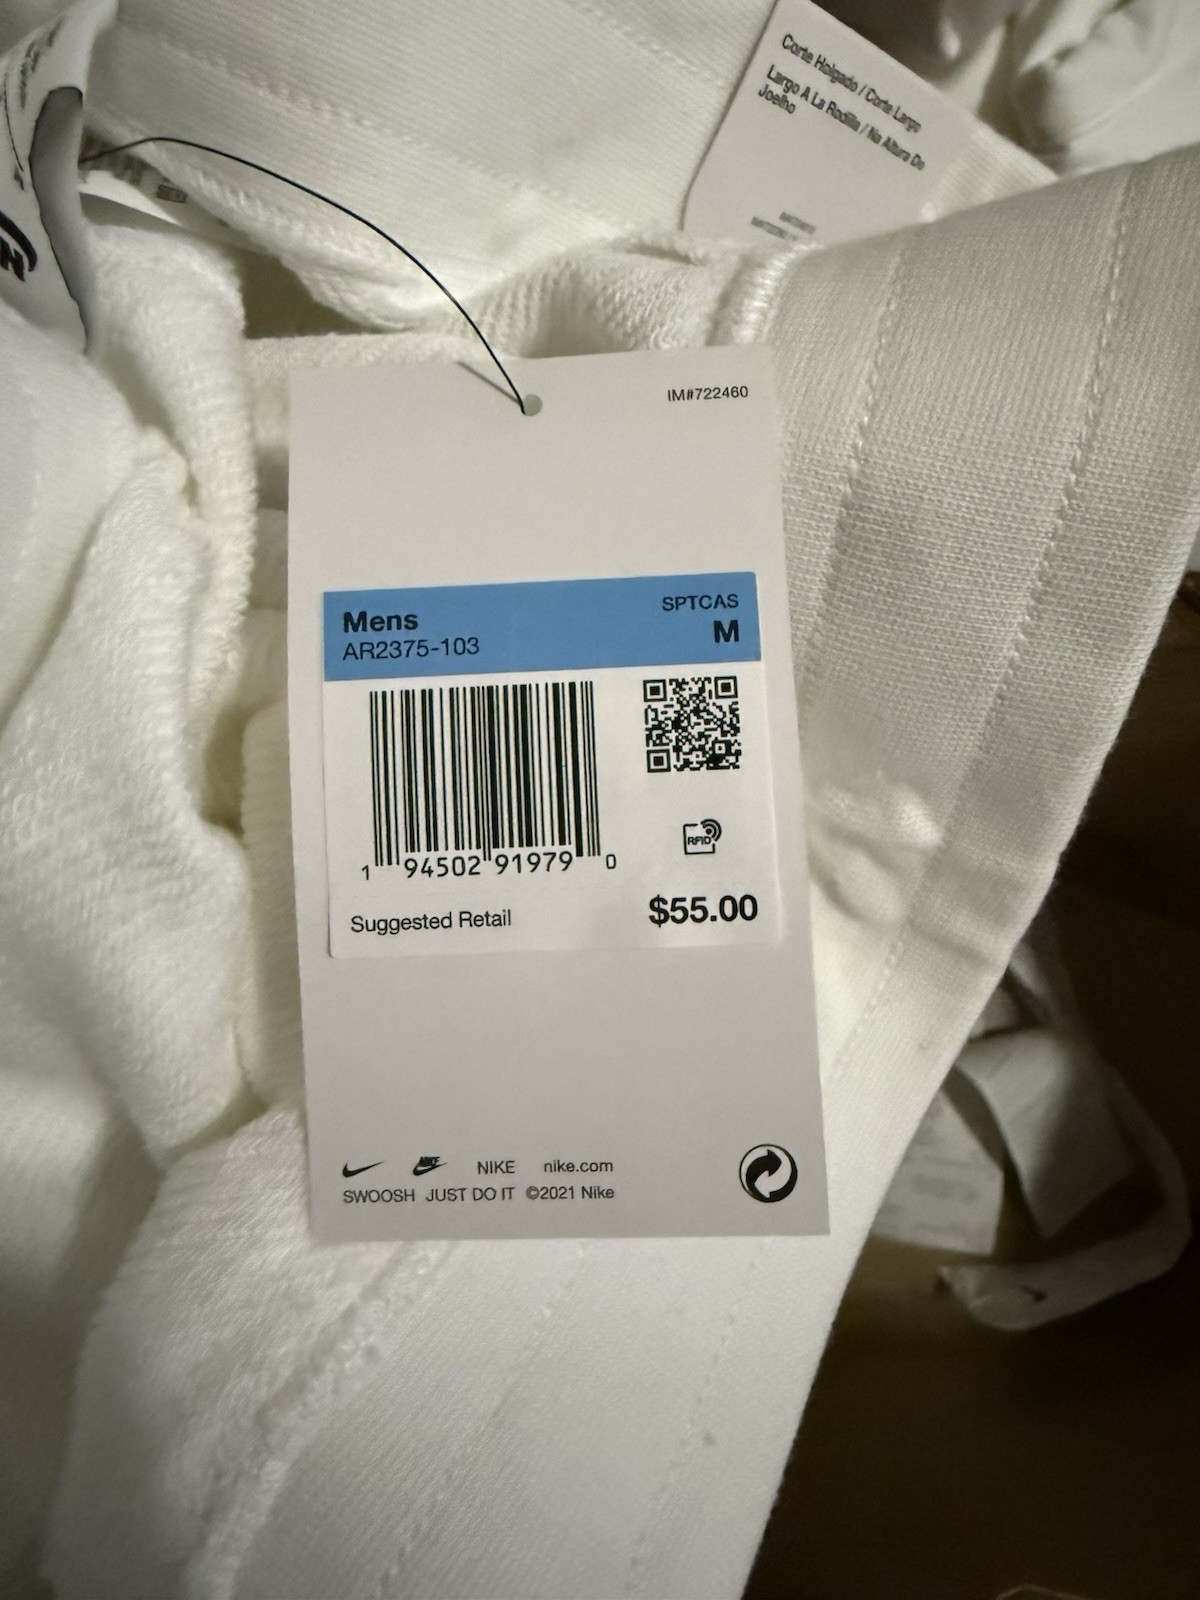 Corte Holgado / Corte Largo
Largo A La Rodilla / Na Altura Do
Joelho
IM#722460
Mens
SPTCAS
AR2375-103
M
1 94502 91979 0
RFID
Suggested Retail
$55.00
NIKE nike.com
SWOOSH JUST DO IT ©2021 Nike